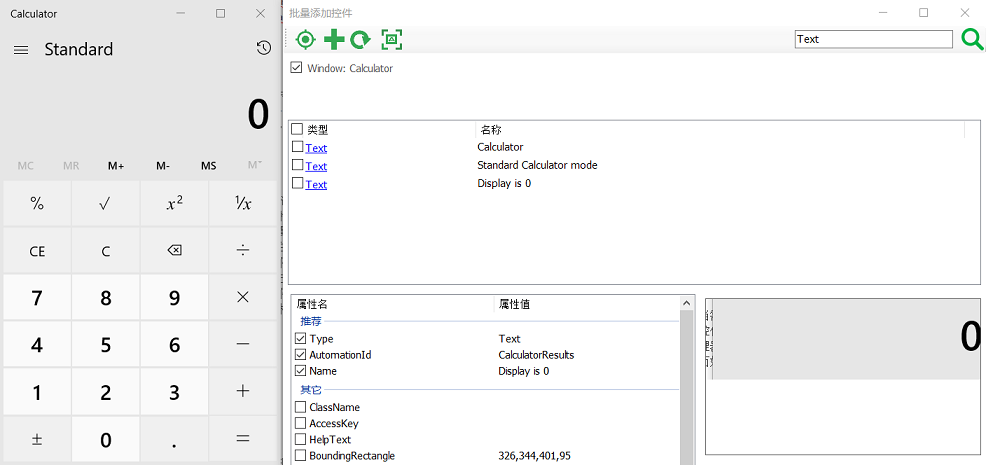 Calculator
Standard
0
MC MR M+ M- MS M˅
% √ x² ¹/x
CE C ÷
7 8 9 ×
4 5 6 −
1 2 3 +
± 0 . =
批量添加控件
Text
Window: Calculator
类型 名称
Text Calculator
Text Standard Calculator mode
Text Display is 0
属性名 属性值
推荐
Type Text
AutomationId CalculatorResults
Name Display is 0
其它
ClassName
AccessKey
HelpText
BoundingRectangle 326,344,401,95
0